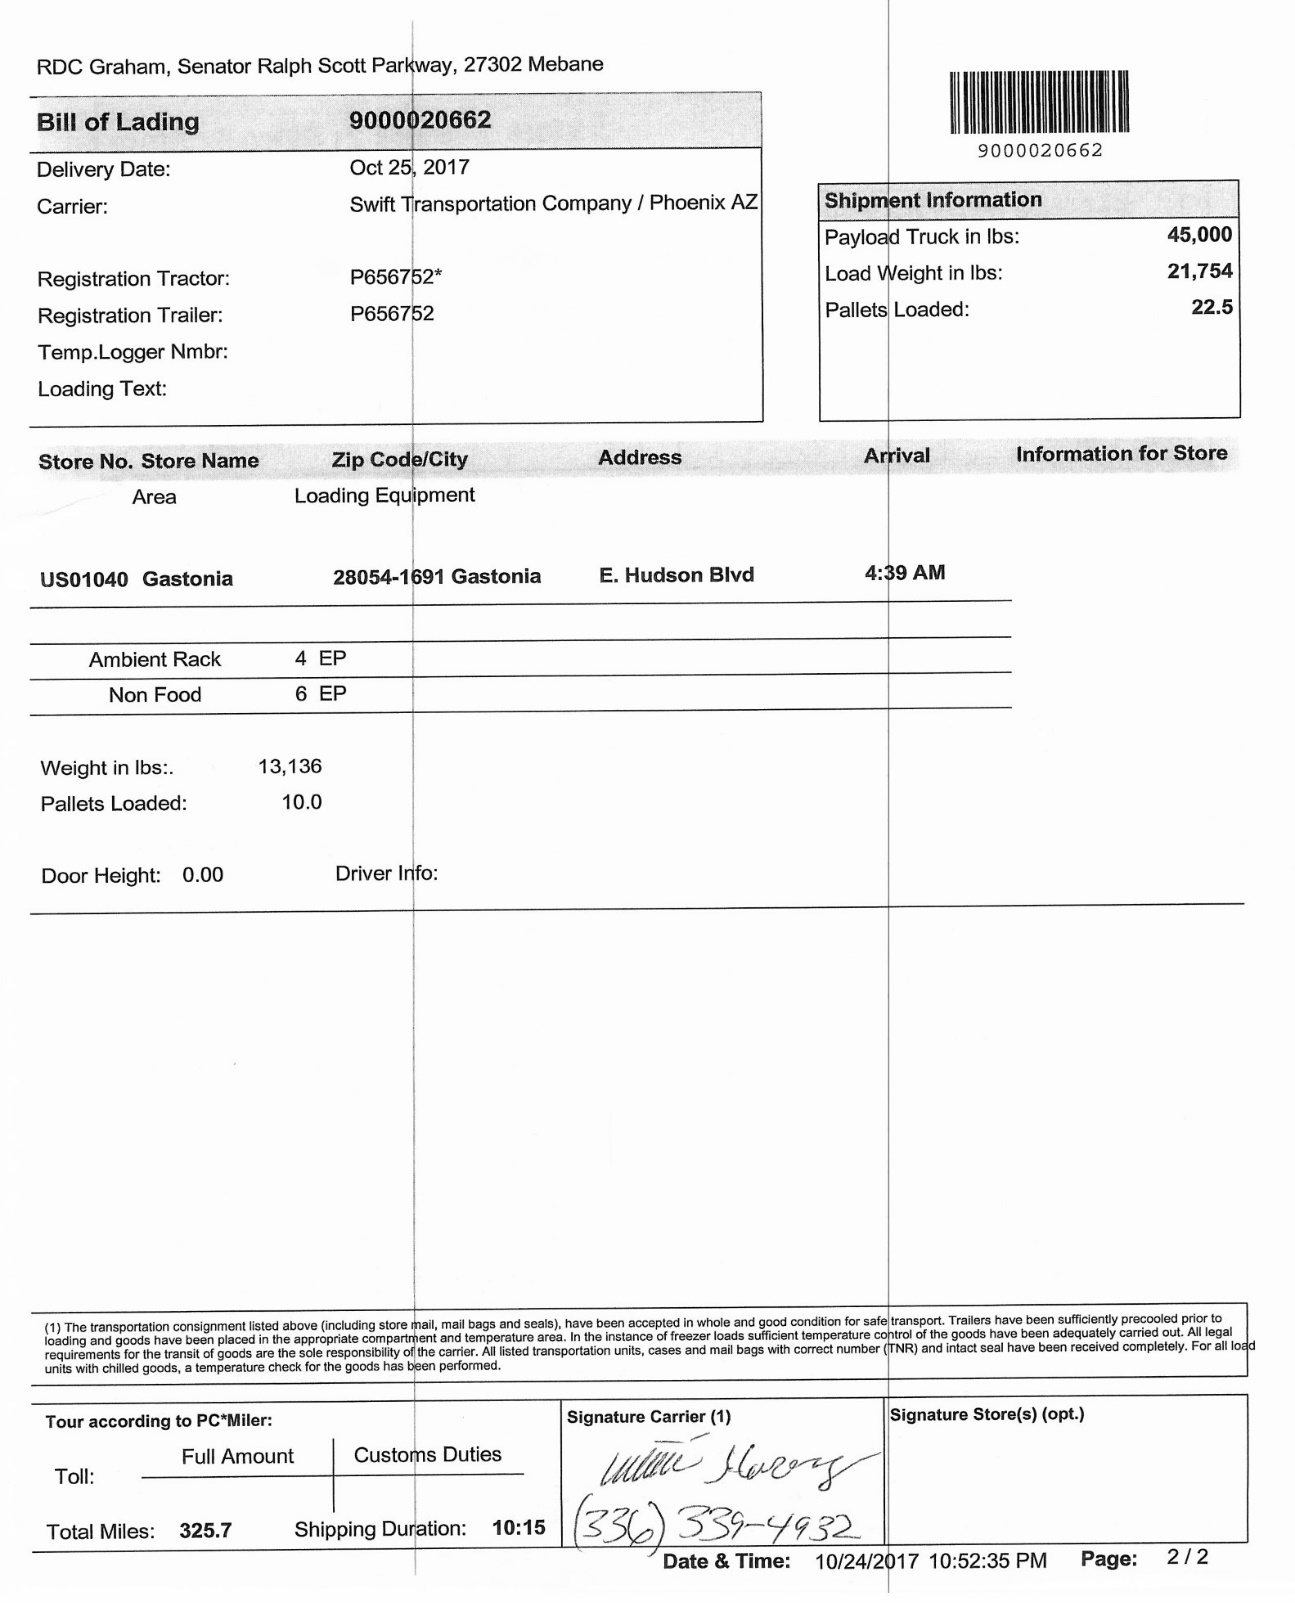 RDC Graham, Senator Ralph Scott Parkway, 27302 Mebane
Bill of Lading 9000020662
9000020662
Delivery Date: Oct 25, 2017
Carrier: Swift Transportation Company / Phoenix AZ
Registration Tractor: P656752*
Registration Trailer: P656752
Temp.Logger Nmbr:
Loading Text:
Shipment Information
Payload Truck in lbs: 45,000
Load Weight in lbs: 21,754
Pallets Loaded: 22.5
Store No. Store Name Zip Code/City Address Arrival Information for Store
Area Loading Equipment
US01040 Gastonia 28054-1691 Gastonia E. Hudson Blvd 4:39 AM
Ambient Rack 4 EP
Non Food 6 EP
Weight in lbs:. 13,136
Pallets Loaded: 10.0
Door Height: 0.00 Driver Info:
(1) The transportation consignment listed above (including store mail, mail bags and seals), have been accepted in whole and good condition for safe transport. Trailers have been sufficiently precooled prior to
loading and goods have been placed in the appropriate compartment and temperature area. In the instance of freezer loads sufficient temperature control of the goods have been adequately carried out. All legal
requirements for the transit of goods are the sole responsibility of the carrier. All listed transportation units, cases and mail bags with correct number (TNR) and intact seal have been received completely. For all load
units with chilled goods, a temperature check for the goods has been performed.
Tour according to PC*Miler:
Full Amount Customs Duties
Toll:
Total Miles: 325.7 Shipping Duration: 10:15
Signature Carrier (1)
(336) 339-4932
Signature Store(s) (opt.)
Date & Time: 10/24/2017 10:52:35 PM Page: 2 / 2